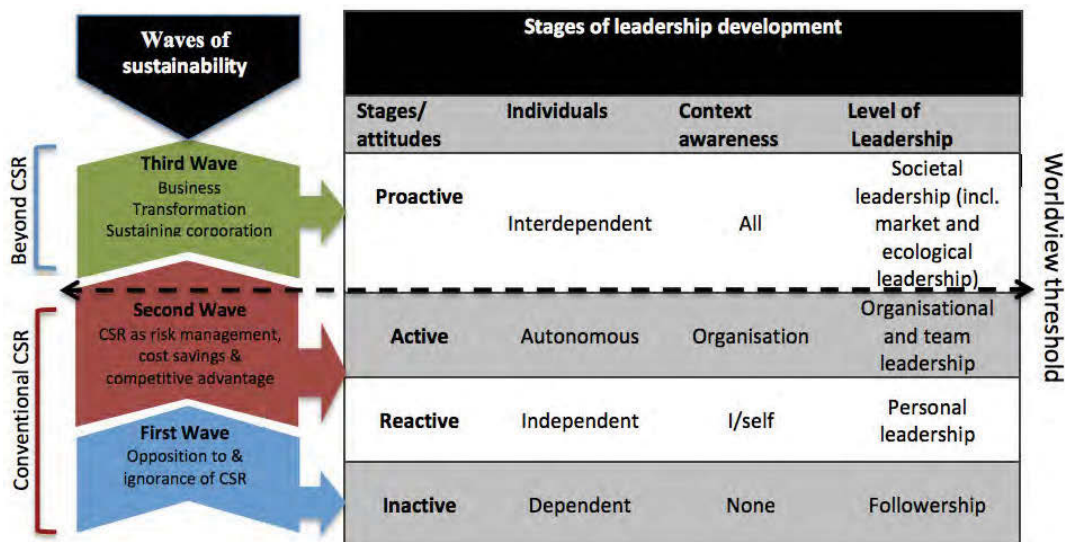 Waves of
sustainability
Stages of leadership development
Stages/
attitudes
Individuals
Context
awareness
Level of
Leadership
Beyond CSR
Third Wave
Business
Transformation
Sustaining corporation
Proactive
Interdependent
All
Societal
leadership (incl.
market and
ecological
leadership)
Worldview threshold
Conventional CSR
Second Wave
CSR as risk management,
cost savings &
competitive advantage
Active
Autonomous
Organisation
Organisational
and team
leadership
Reactive
Independent
I/self
Personal
leadership
First Wave
Opposition to &
ignorance of CSR
Inactive
Dependent
None
Followership